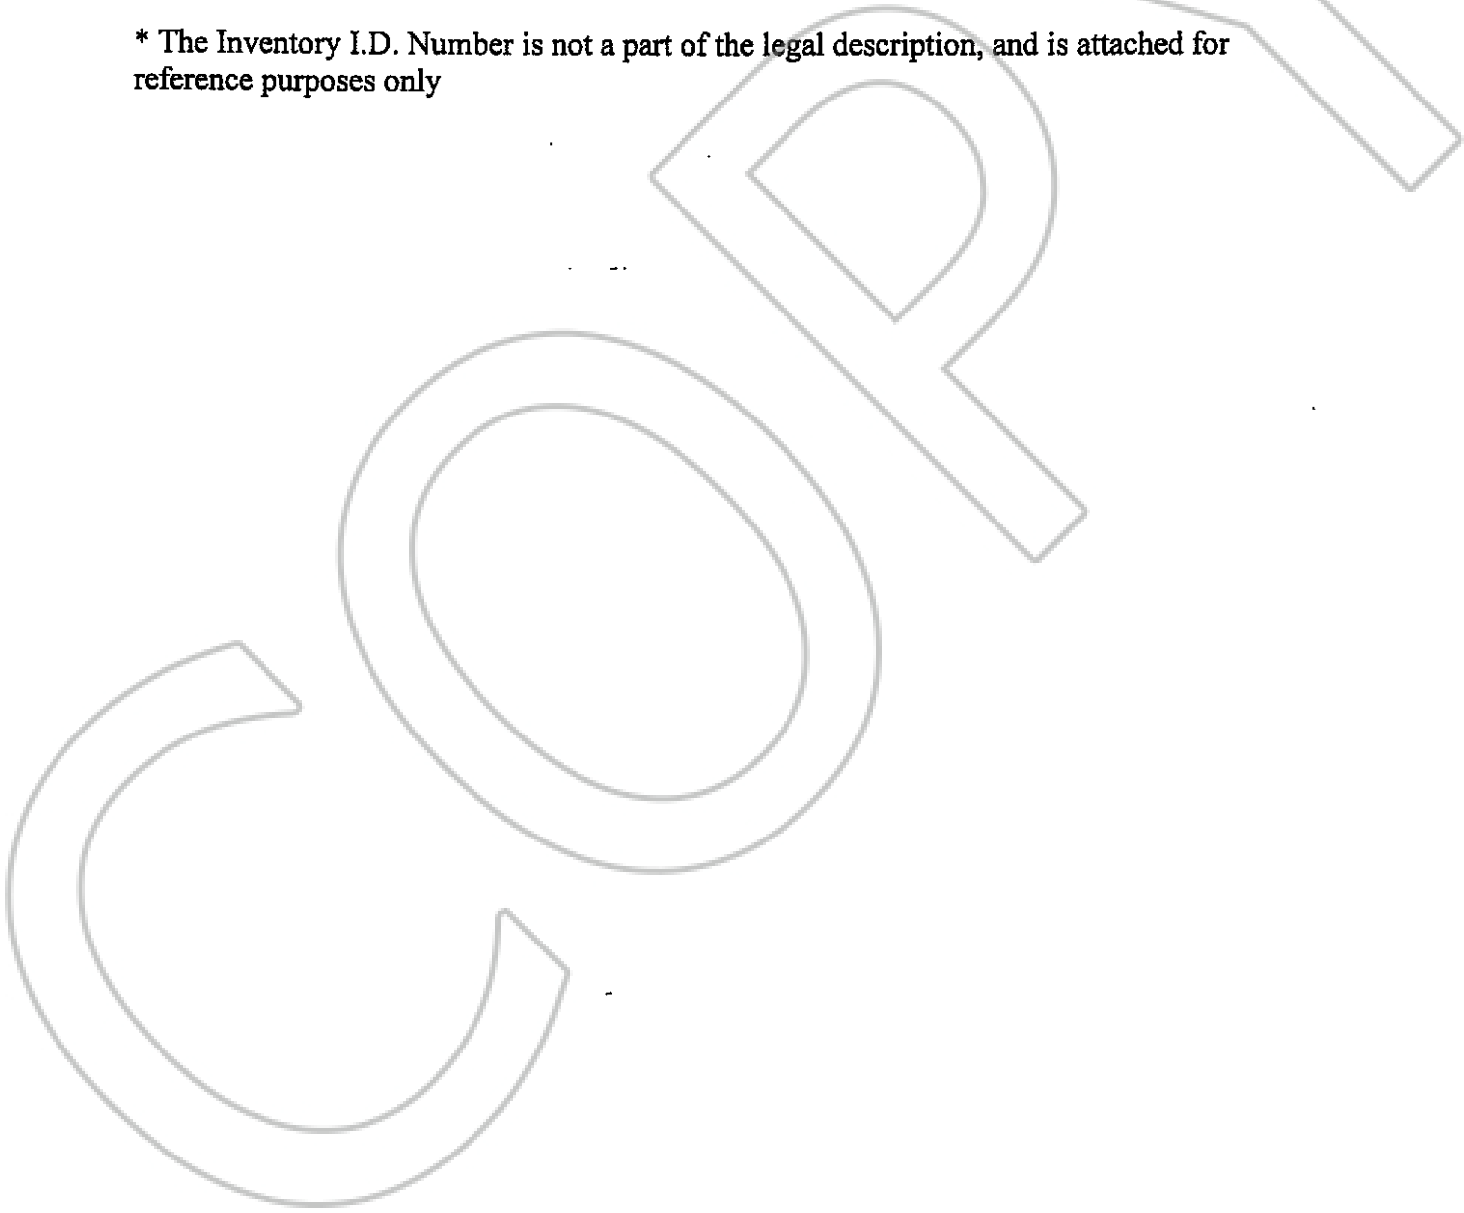 * The Inventory I.D. Number is not a part of the legal description, and is attached for
reference purposes only
COPY